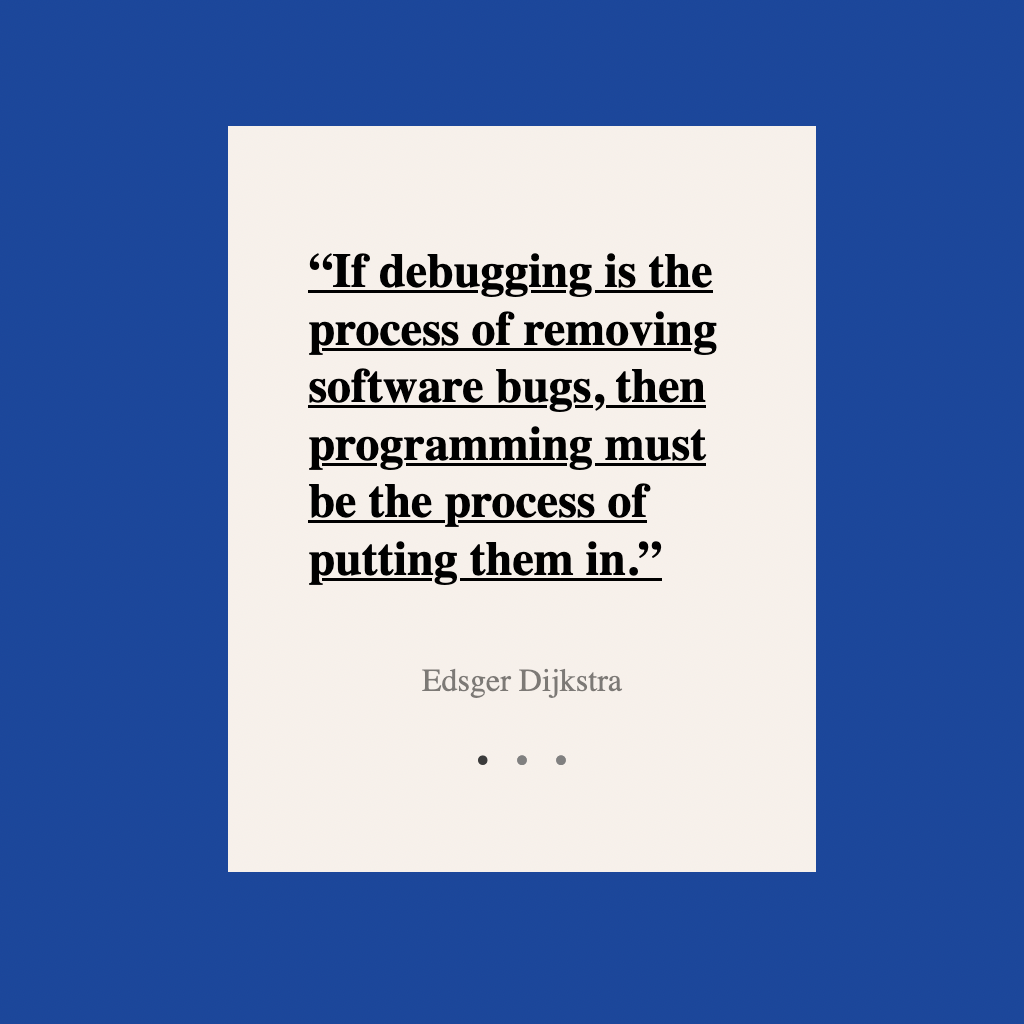 “If debugging is the
process of removing
software bugs, then
programming must
be the process of
putting them in.”
Edsger Dijkstra